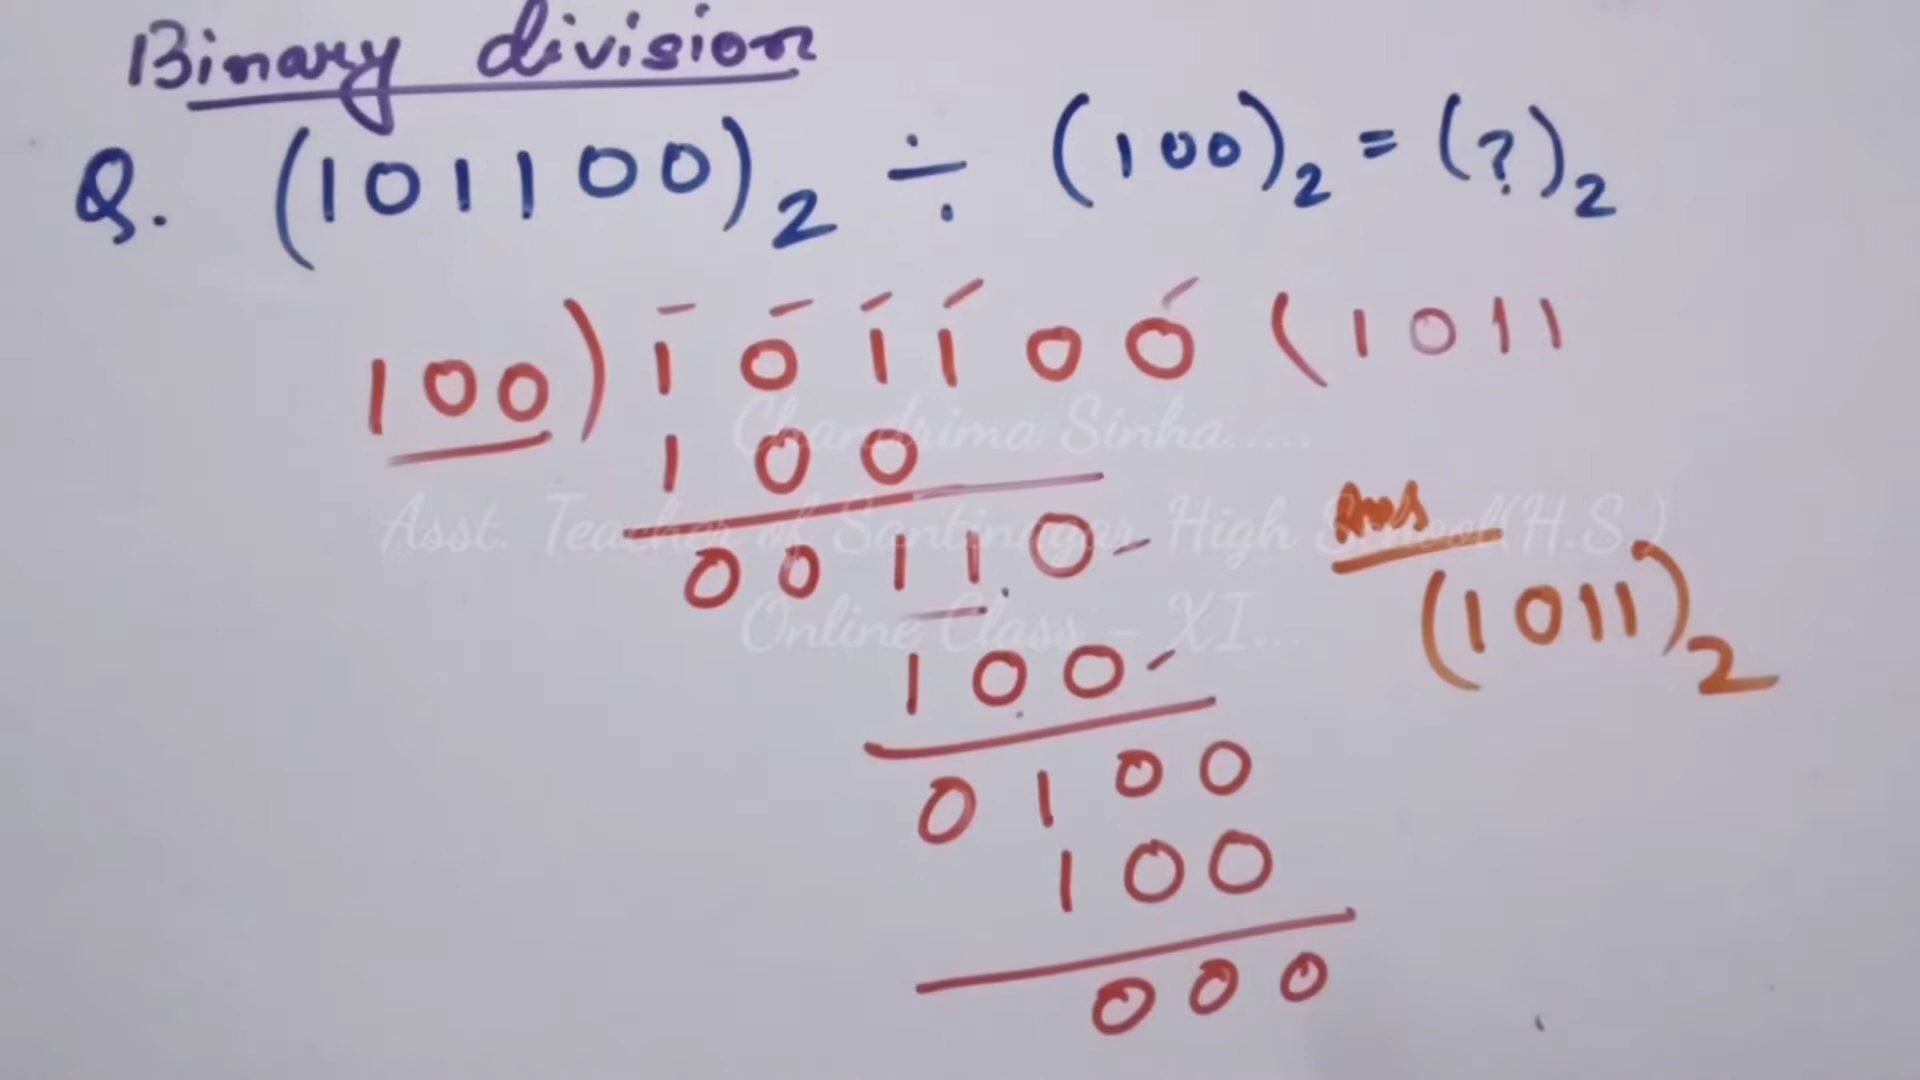 Binary division
Q. (101100)2 ÷ (100)2 = (?)2
100) 101100 (1011
100
00110
100
0100
100
000
Ans
(1011)2
Chandrima Sinha.....
Asst. Teacher of Santinagar High School(H.S.)
Online Class - XI...